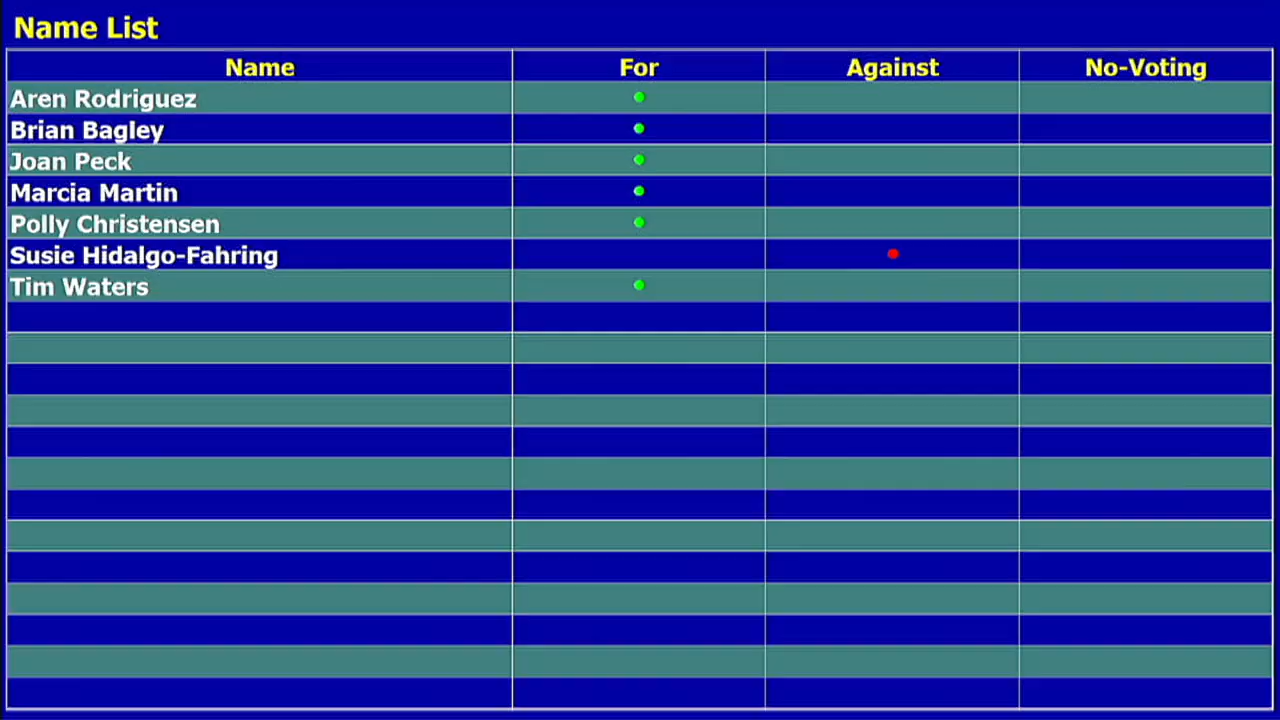 Name List
Name For Against No-Voting
Aren Rodriguez
Brian Bagley
Joan Peck
Marcia Martin
Polly Christensen
Susie Hidalgo-Fahring
Tim Waters